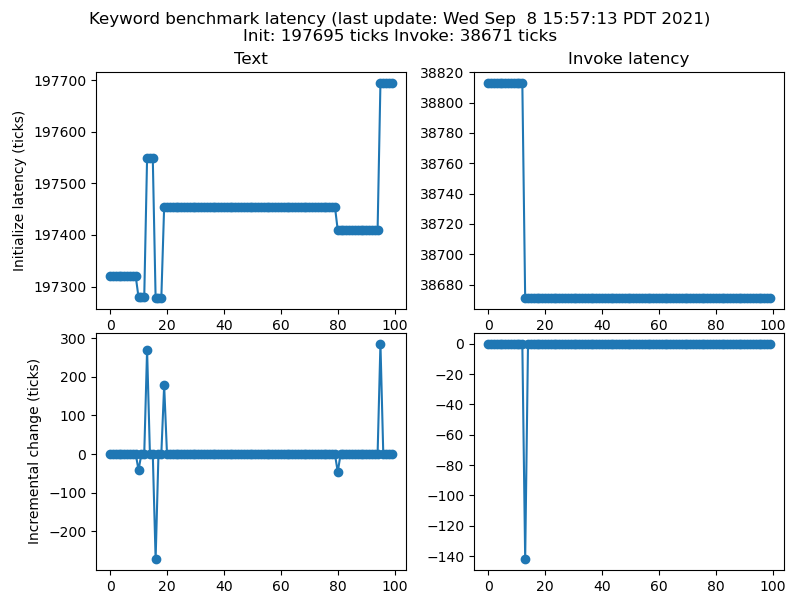 Keyword benchmark latency (last update: Wed Sep  8 15:57:13 PDT 2021)
Init: 197695 ticks Invoke: 38671 ticks
Text
Invoke latency
Initialize latency (ticks)
197700
197600
197500
197400
197300
0 20 40 60 80 100
38820
38800
38780
38760
38740
38720
38700
38680
0 20 40 60 80 100
Incremental change (ticks)
300
200
100
0
−100
−200
0 20 40 60 80 100
0
−20
−40
−60
−80
−100
−120
−140
0 20 40 60 80 100